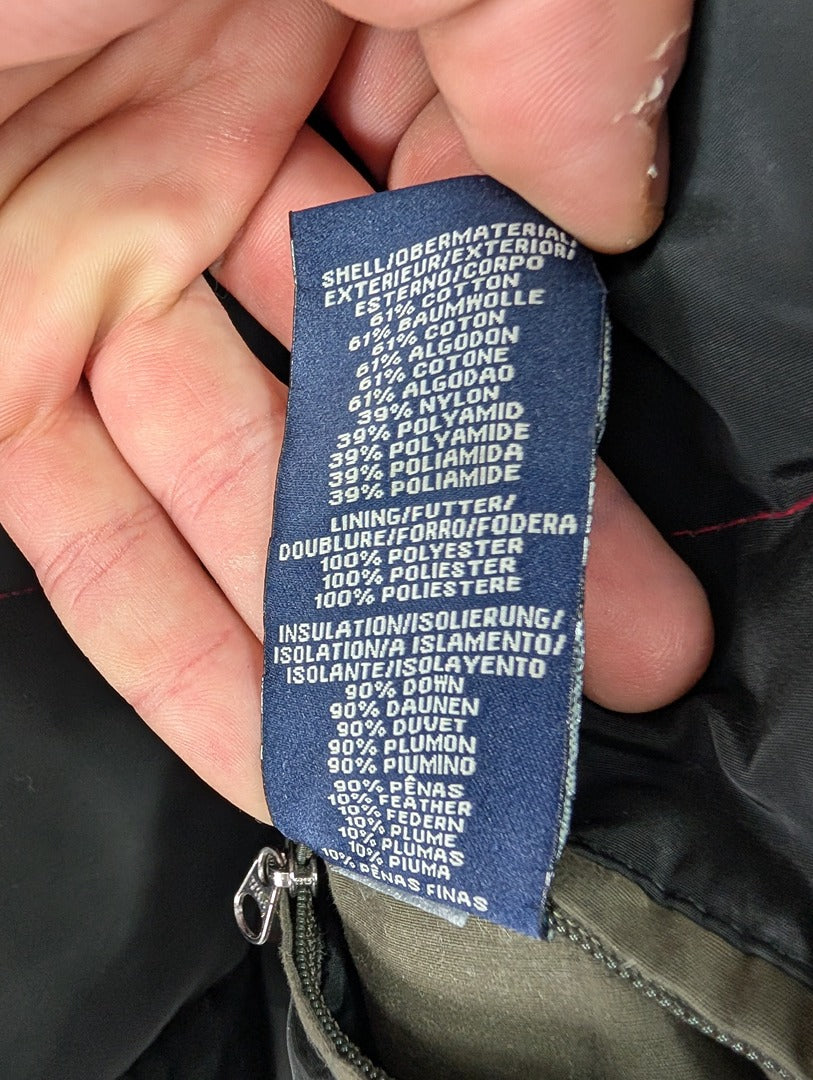 SHELL/OBERMATERIAL/
EXTERIEUR/EXTERIOR/
ESTERNO/CORPO
61% COTTON
61% BAUMWOLLE
61% COTON
61% ALGODON
61% COTONE
61% ALGODAO
39% NYLON
39% POLYAMID
39% POLYAMIDE
39% POLIAMIDA
39% POLIAMIDE
LINING/FUTTER/
DOUBLURE/FORRO/FODERA
100% POLYESTER
100% POLIESTER
100% POLIESTERE
INSULATION/ISOLIERUNG/
ISOLATION/A ISLAMENTO/
ISOLANTE/ISOLAYENTO
90% DOWN
90% DAUNEN
90% DUVET
90% PLUMON
90% PIUMINO
90% PÊNAS
10% FEATHER
10% FEDERN
10% PLUME
10% PLUMAS
10% PIUMA
10% PÊNAS FINAS